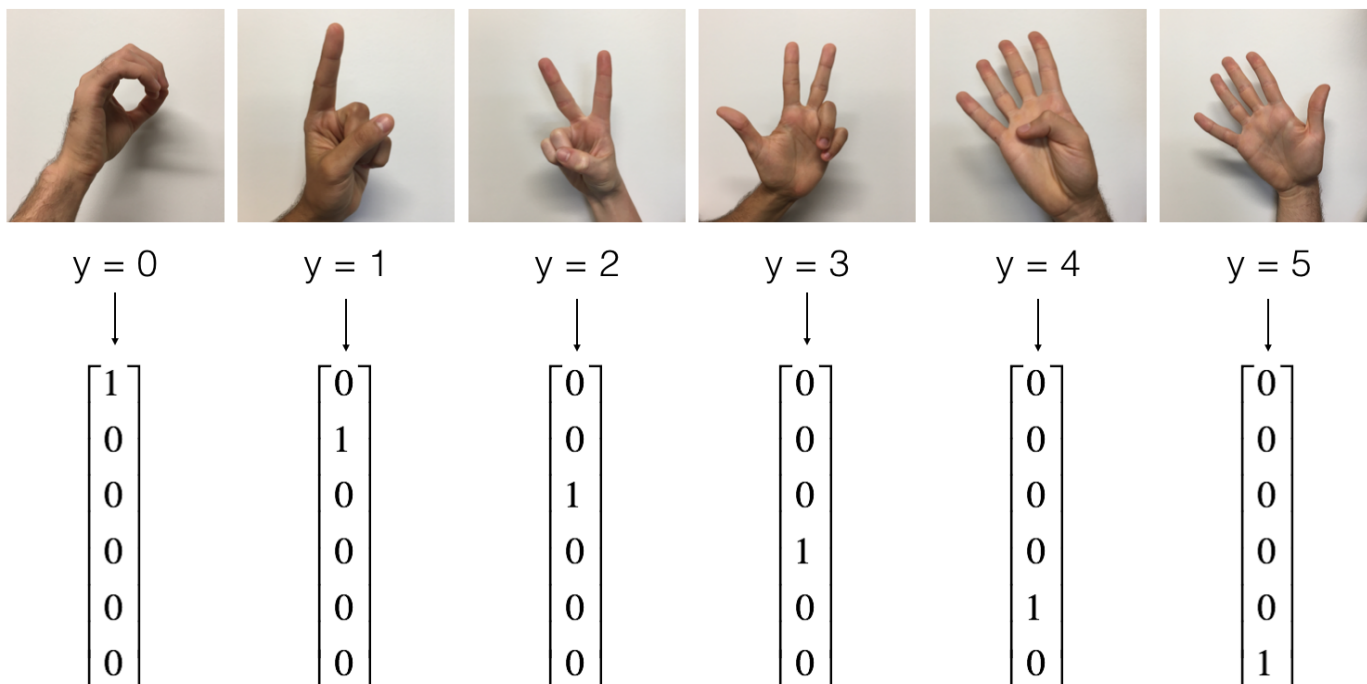 y = 0 y = 1 y = 2 y = 3 y = 4 y = 5
1 0 0 0 0 0
0 1 0 0 0 0
0 0 1 0 0 0
0 0 0 1 0 0
0 0 0 0 1 0
0 0 0 0 0 1